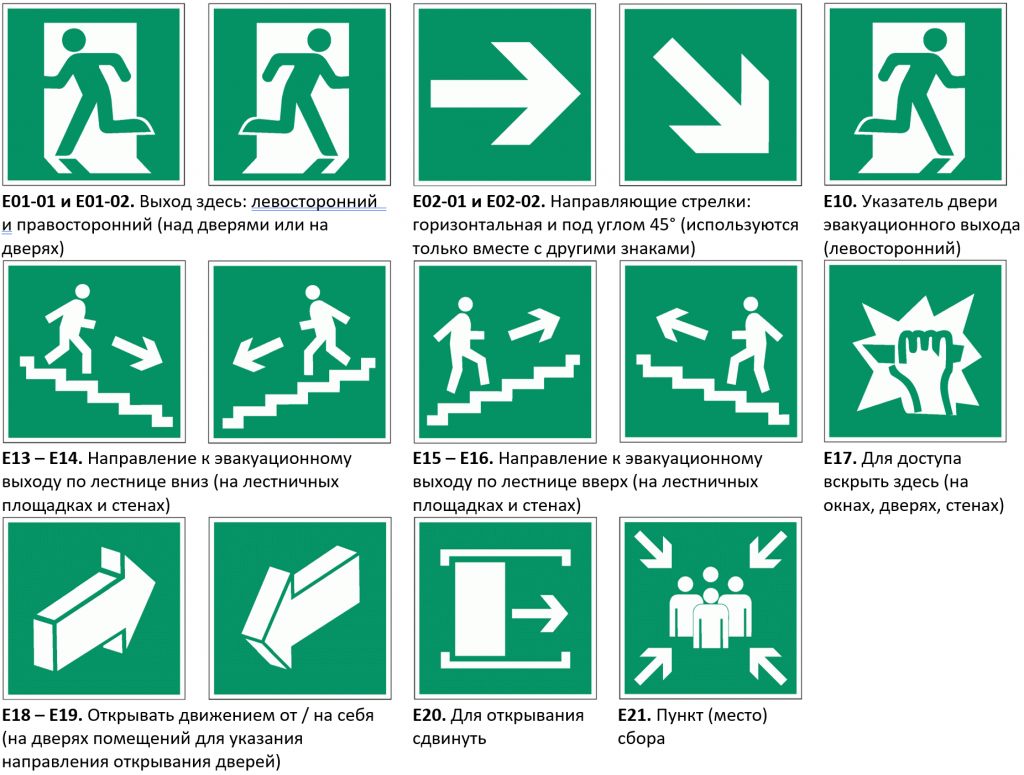 E01-01 и E01-02. Выход здесь: левосторонний
и правосторонний (над дверями или на
дверях)
E02-01 и E02-02. Направляющие стрелки:
горизонтальная и под углом 45° (используются
только вместе с другими знаками)
E10. Указатель двери
эвакуационного выхода
(левосторонний)
E13 – E14. Направление к эвакуационному
выходу по лестнице вниз (на лестничных
площадках и стенах)
E15 – E16. Направление к эвакуационному
выходу по лестнице вверх (на лестничных
площадках и стенах)
E17. Для доступа
вскрыть здесь (на
окнах, дверях, стенах)
E18 – E19. Открывать движением от / на себя
(на дверях помещений для указания
направления открывания дверей)
E20. Для открывания
сдвинуть
E21. Пункт (место)
сбора